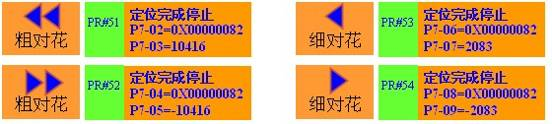 粗对花
PR#51
定位完成停止
P7-02=0X00000082
P7-03=10416
细对花
PR#53
定位完成停止
P7-06=0X00000082
P7-07=2083
粗对花
PR#52
定位完成停止
P7-04=0X00000082
P7-05=-10416
细对花
PR#54
定位完成停止
P7-08=0X00000082
P7-09=-2083